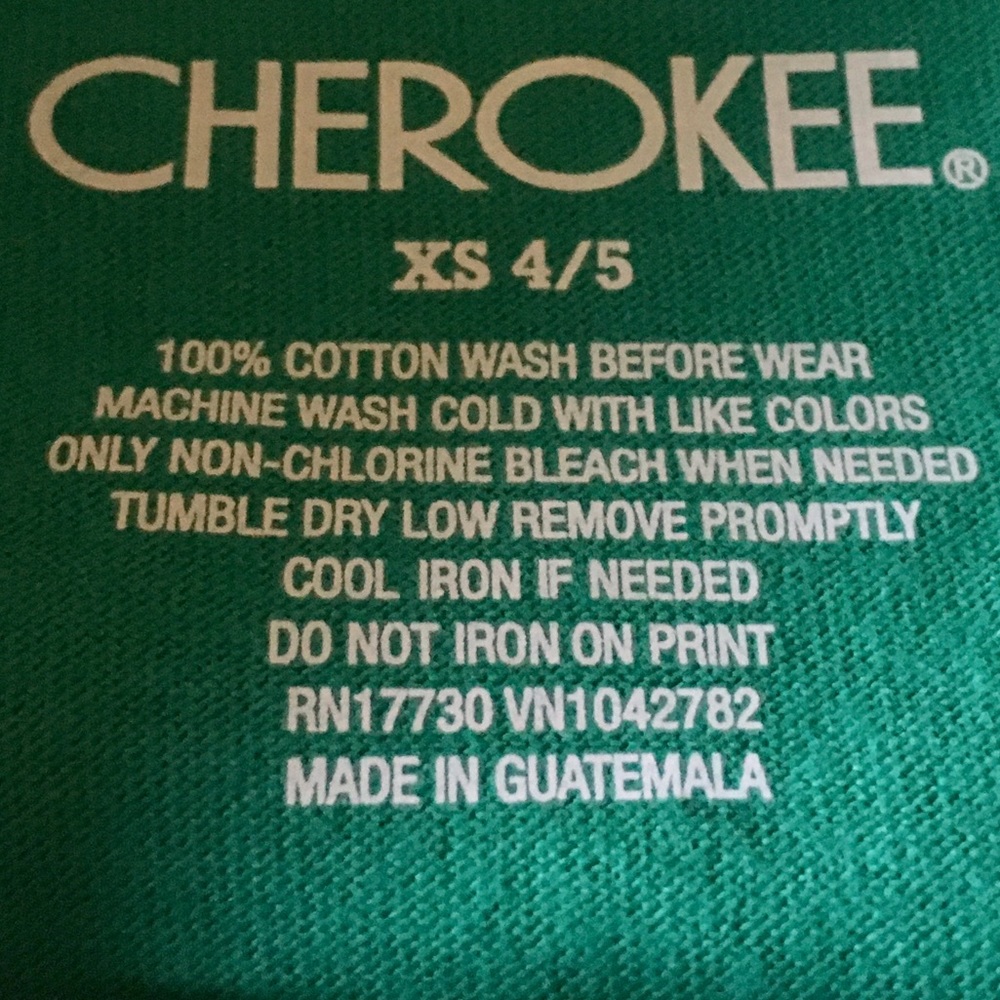 CHEROKEE®
XS 4/5
100% COTTON WASH BEFORE WEAR
MACHINE WASH COLD WITH LIKE COLORS
ONLY NON-CHLORINE BLEACH WHEN NEEDED
TUMBLE DRY LOW REMOVE PROMPTLY
COOL IRON IF NEEDED
DO NOT IRON ON PRINT
RN17730 VN1042782
MADE IN GUATEMALA